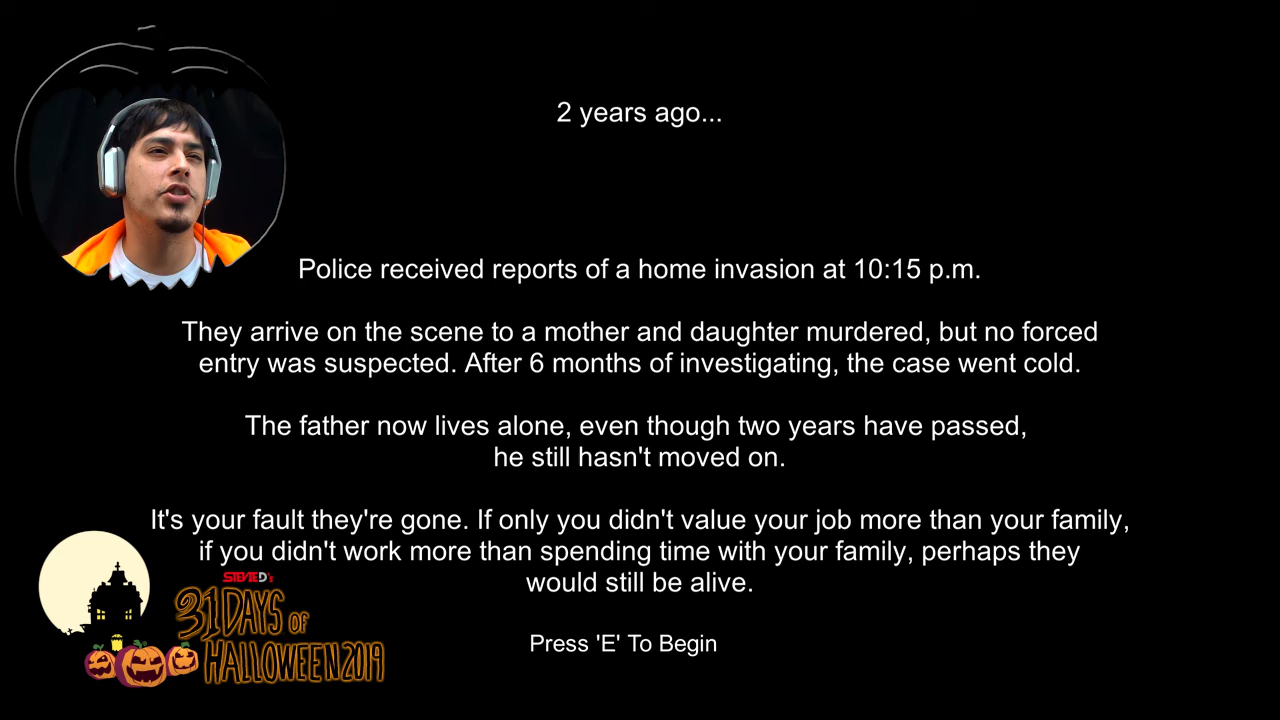 2 years ago...
Police received reports of a home invasion at 10:15 p.m.
They arrive on the scene to a mother and daughter murdered, but no forced
entry was suspected. After 6 months of investigating, the case went cold.
The father now lives alone, even though two years have passed,
he still hasn't moved on.
It's your fault they're gone. If only you didn't value your job more than your family,
if you didn't work more than spending time with your family, perhaps they
would still be alive.
STEVIE D's
31 DAYS OF
HALLOWEEN 2019
Press 'E' To Begin